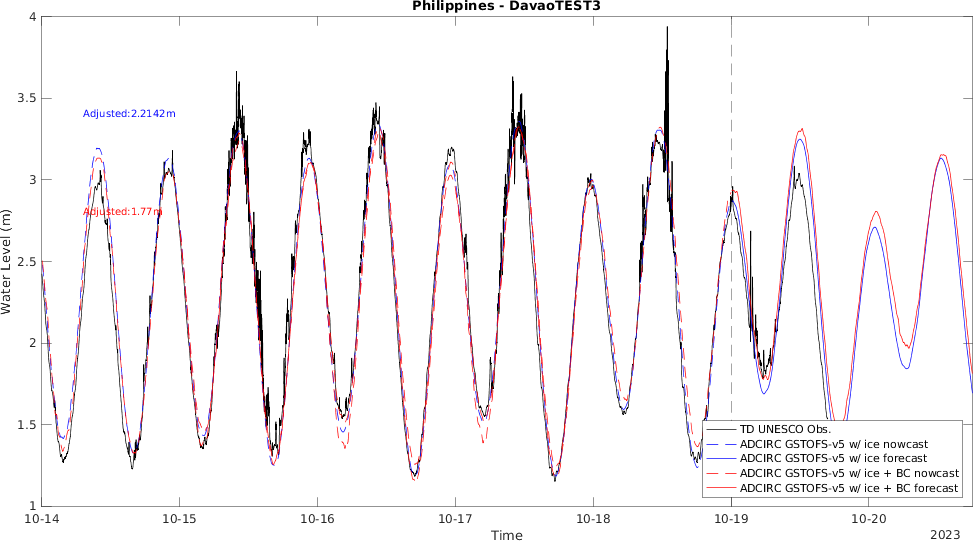 Philippines - DavaoTEST3
4
3.5
3
2.5
2
1.5
1
Water Level (m)
Adjusted:2.2142m
Adjusted:1.77m
TD UNESCO Obs.
ADCIRC GSTOFS-v5 w/ ice nowcast
ADCIRC GSTOFS-v5 w/ ice forecast
ADCIRC GSTOFS-v5 w/ ice + BC nowcast
ADCIRC GSTOFS-v5 w/ ice + BC forecast
10-14 10-15 10-16 10-17 10-18 10-19 10-20
Time
2023